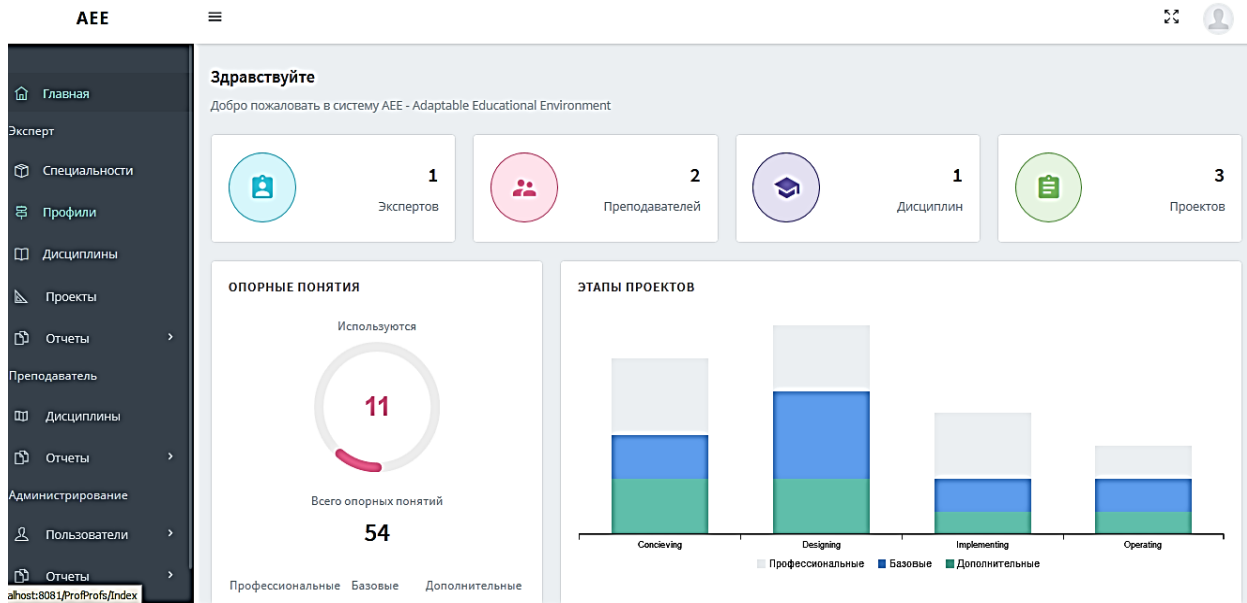 AEE
Главная
Эксперт
Специальности
Профили
Дисциплины
Проекты
Отчеты
Преподаватель
Дисциплины
Отчеты
Администрирование
Пользователи
Отчеты
alhost:8081/ProfProfs/Index
Здравствуйте
Добро пожаловать в систему AEE - Adaptable Educational Environment
1
Экспертов
2
Преподавателей
1
Дисциплин
3
Проектов
ОПОРНЫЕ ПОНЯТИЯ
Используются
11
Всего опорных понятий
54
Профессиональные Базовые Дополнительные
ЭТАПЫ ПРОЕКТОВ
Concieving Designing Implementing Operating
Профессиональные Базовые Дополнительные